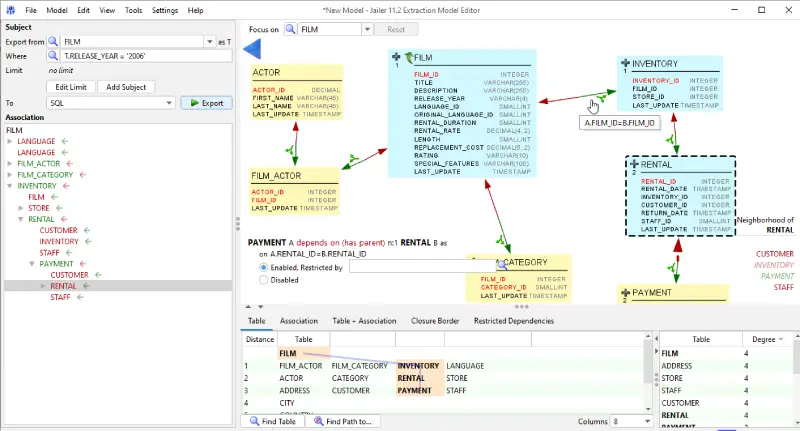 *New Model - Jailer 11.2 Extraction Model Editor
File Model Edit View Tools Settings Help
Subject
Export from FILM as T
Where T.RELEASE_YEAR = '2006'
Limit no limit
Edit Limit Add Subject
To SQL Export
Association
FILM
LANGUAGE
LANGUAGE
FILM_ACTOR
FILM_CATEGORY
INVENTORY
FILM
STORE
RENTAL
CUSTOMER
INVENTORY
STAFF
PAYMENT
CUSTOMER
RENTAL
STAFF
Focus on FILM Reset
ACTOR
ACTOR_ID DECIMAL
FIRST_NAME VARCHAR(45)
LAST_NAME VARCHAR(45)
LAST_UPDATE TIMESTAMP
FILM_ACTOR
ACTOR_ID INTEGER
FILM_ID INTEGER
LAST_UPDATE TIMESTAMP
FILM
1
FILM_ID INTEGER
TITLE VARCHAR(255)
DESCRIPTION VARCHAR(255)
RELEASE_YEAR VARCHAR(4)
LANGUAGE_ID SMALLINT
ORIGINAL_LANGUAGE_ID SMALLINT
RENTAL_DURATION SMALLINT
RENTAL_RATE DECIMAL(4, 2)
LENGTH SMALLINT
REPLACEMENT_COST DECIMAL(5, 2)
RATING VARCHAR(10)
SPECIAL_FEATURES VARCHAR(100)
LAST_UPDATE TIMESTAMP
INVENTORY
1
INVENTORY_ID INTEGER
FILM_ID INTEGER
STORE_ID INTEGER
LAST_UPDATE TIMESTAMP
A.FILM_ID=B.FILM_ID
RENTAL
2
RENTAL_ID INTEGER
RENTAL_DATE TIMESTAMP
INVENTORY_ID INTEGER
CUSTOMER_ID INTEGER
RETURN_DATE TIMESTAMP
STAFF_ID INTEGER
LAST_UPDATE TIMESTAMP
Neighborhood of
RENTAL
CUSTOMER
INVENTORY
PAYMENT
STAFF
PAYMENT
2
PAYMENT A depends on (has parent) n:1 RENTAL B as
on A.RENTAL_ID=B.RENTAL_ID
Enabled. Restricted by
Disabled
A_CATEGORY
FILM_ID INTEGER
CATEGORY_ID SMALLINT
LAST_UPDATE TIMESTAMP
Table Association Table + Association Closure Border Restricted Dependencies
Distance Table
FILM
1 FILM_ACTOR FILM_CATEGORY INVENTORY LANGUAGE
2 ACTOR CATEGORY RENTAL STORE
3 ADDRESS CUSTOMER PAYMENT STAFF
4 CITY
Find Table Find Path to... Columns 8
Table Degree
FILM 4
ADDRESS 4
STORE 4
STAFF 4
CUSTOMER 4
RENTAL 4